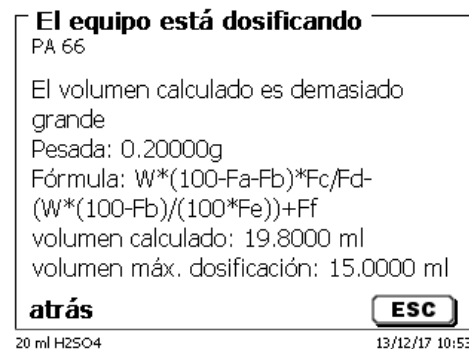 El equipo está dosificando
PA 66
El volumen calculado es demasiado
grande
Pesada: 0.20000g
Fórmula: W*(100-Fa-Fb)*Fc/Fd-
(W*(100-Fb)/(100*Fe))+Ff
volumen calculado: 19.8000 ml
volumen máx. dosificación: 15.0000 ml
atrás ESC
20 ml H2SO4 13/12/17 10:53